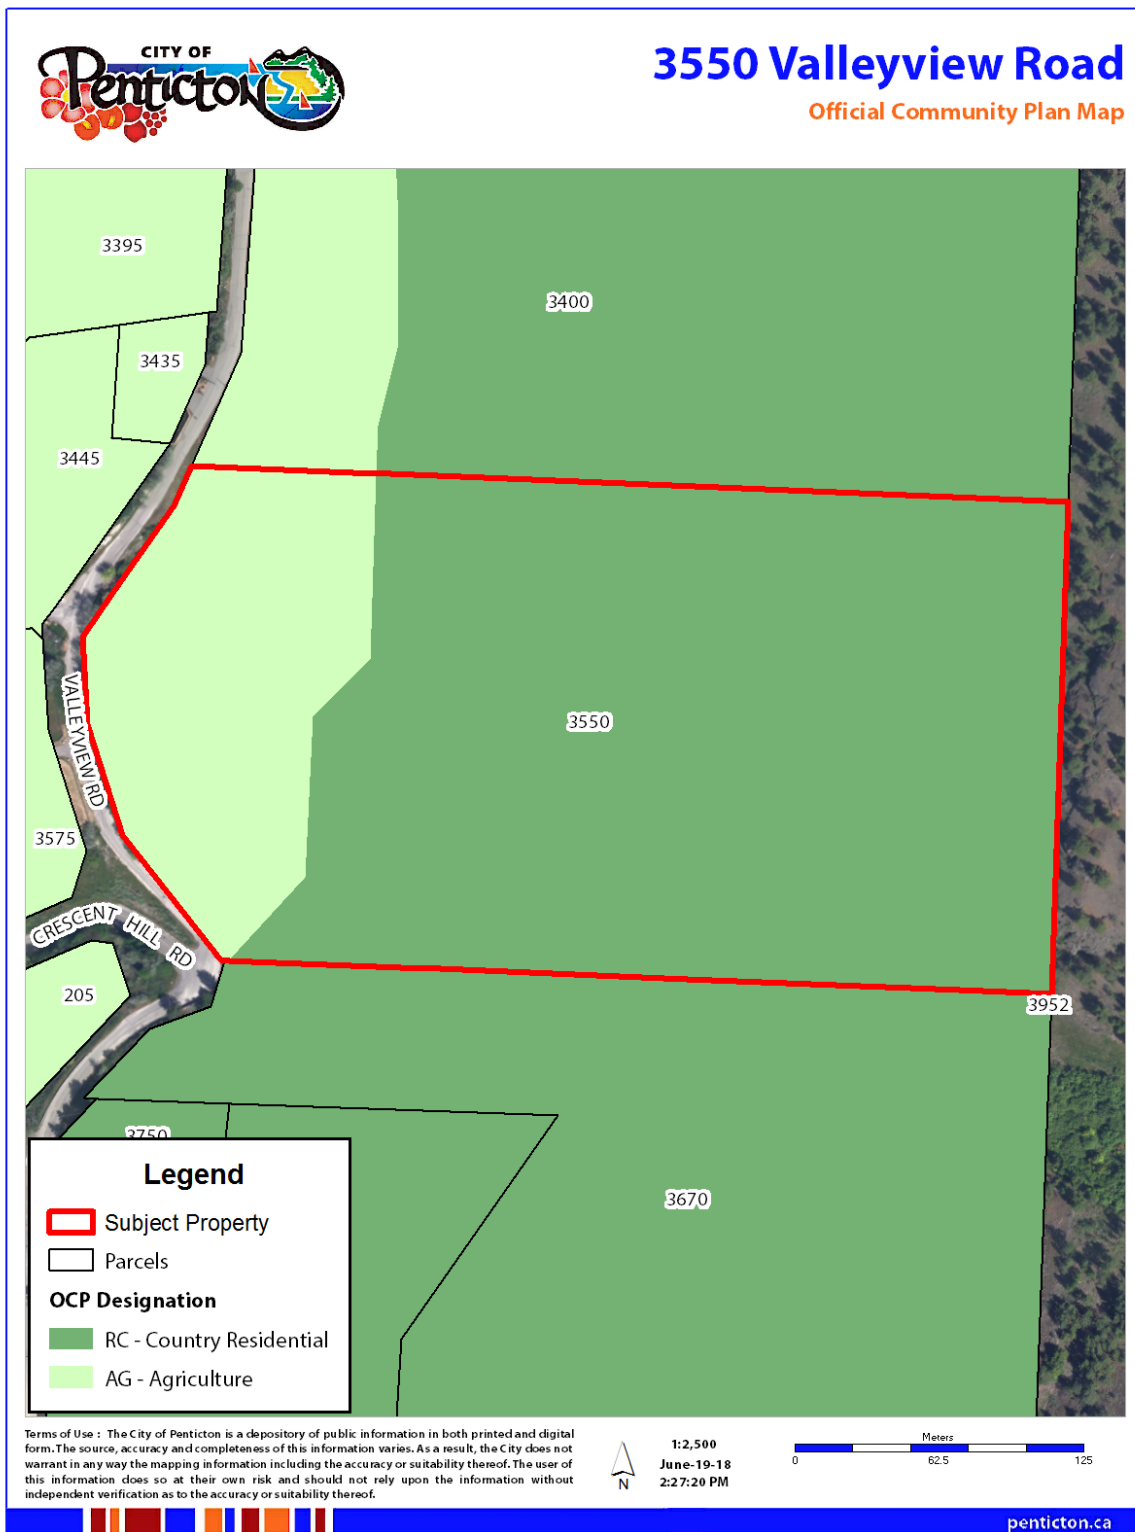 CITY OF
Penticton
3550 Valleyview Road
Official Community Plan Map
3395
3400
3435
3445
3550
VALLEYVIEW RD
3575
CRESCENT HILL RD
205
3952
3750
3670
Legend
Subject Property
Parcels
OCP Designation
RC - Country Residential
AG - Agriculture
Terms of Use : The City of Penticton is a depository of public information in both printed and digital
form. The source, accuracy and completeness of this information varies. As a result, the City does not
warrant in any way the mapping information including the accuracy or suitability thereof. The user of
this information does so at their own risk and should not rely upon the information without
independent verification as to the accuracy or suitability thereof.
N
1:2,500
June-19-18
2:27:20 PM
Meters
0 62.5 125
penticton.ca